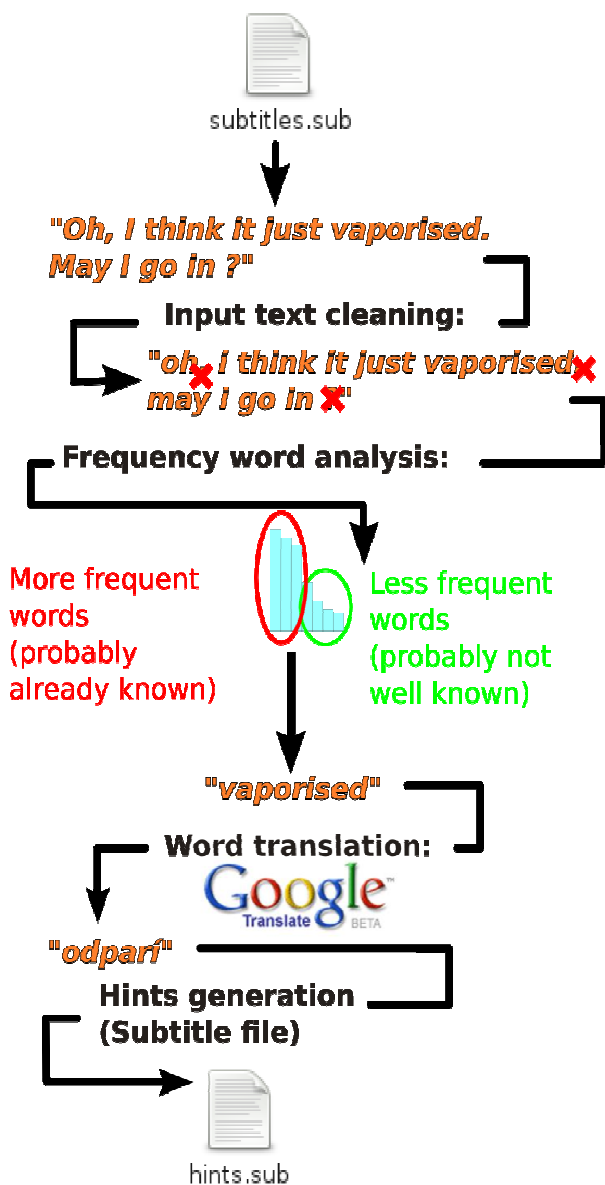 subtitles.sub
"Oh, I think it just vaporised.
May I go in ?"
Input text cleaning:
"oh, i think it just vaporised.
may i go in ?"
Frequency word analysis:
More frequent
words
(probably
already known)
Less frequent
words
(probably not
well known)
"vaporised"
Word translation:
Google™
Translate BETA
"odparí"
Hints generation
(Subtitle file)
hints.sub